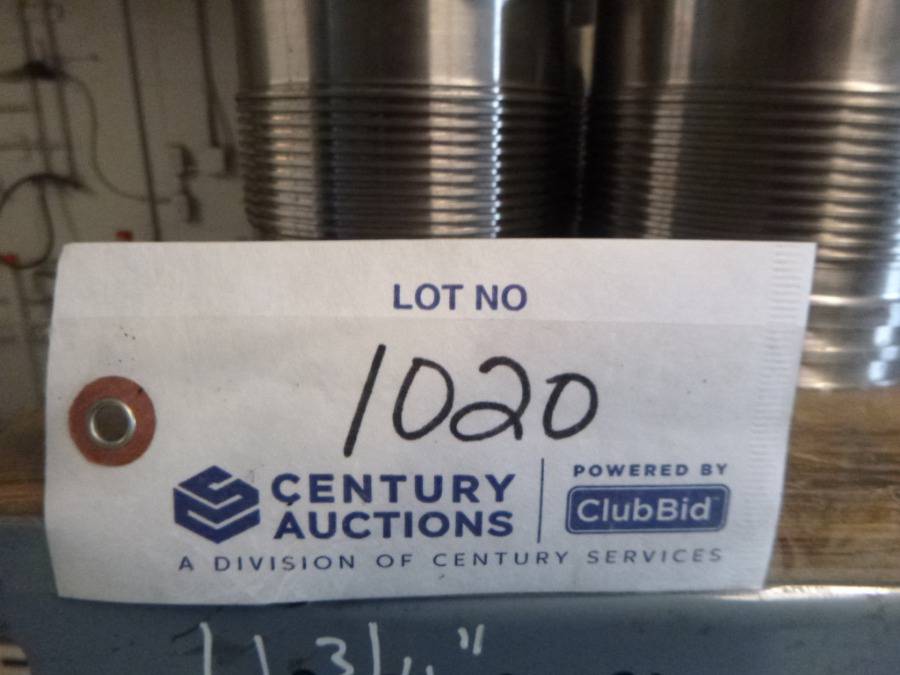 LOT NO
1020
CENTURY
AUCTIONS
POWERED BY
ClubBid
A DIVISION OF CENTURY SERVICES